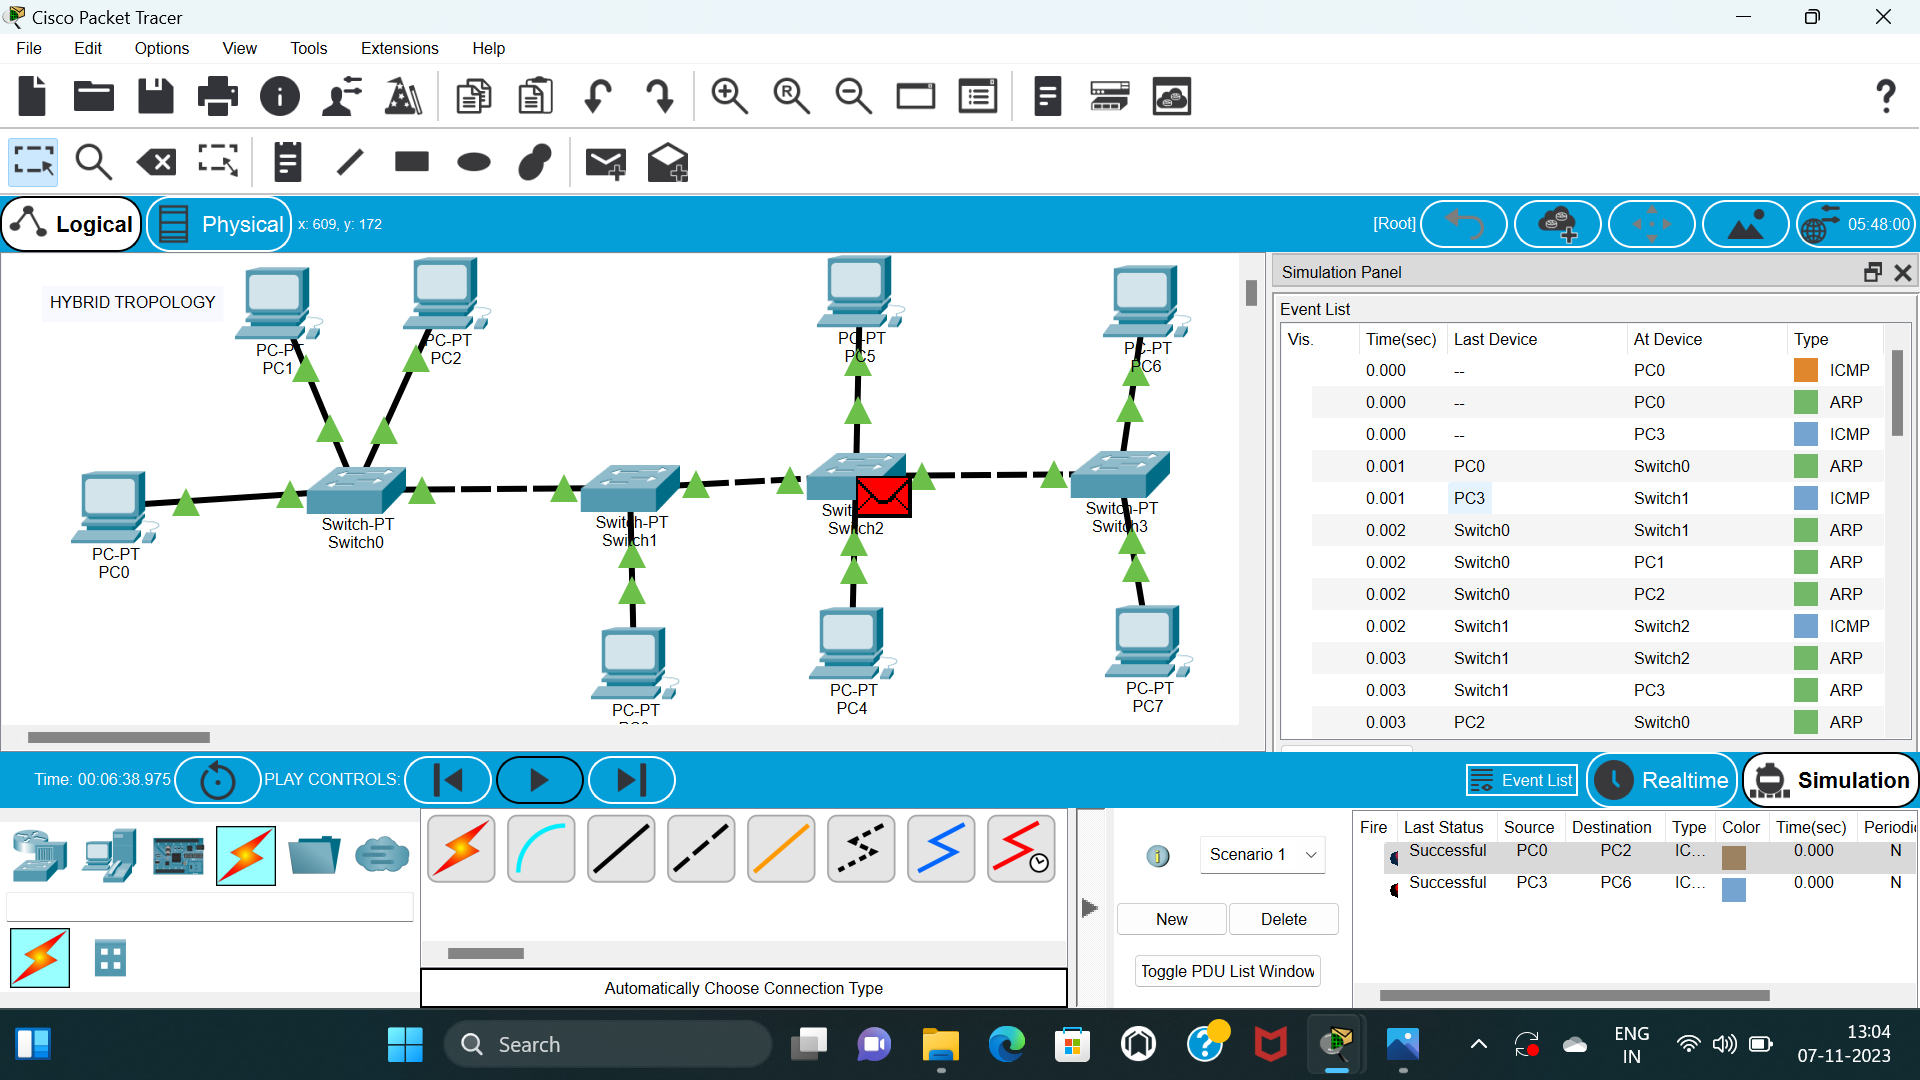 Cisco Packet Tracer
File Edit Options View Tools Extensions Help
Logical Physical x: 609, y: 172 [Root] 05:48:00
HYBRID TROPOLOGY
PC-PT
PC1
PC-PT
PC2
PC-PT
PC5
PC-PT
PC6
PC-PT
PC0
Switch-PT
Switch0
Switch-PT
Switch1
Switch2
Switch-PT
Switch3
PC-PT
PC-PT
PC4
PC-PT
PC7
Simulation Panel
Event List
Vis. Time(sec) Last Device At Device Type
0.000 -- PC0 ICMP
0.000 -- PC0 ARP
0.000 -- PC3 ICMP
0.001 PC0 Switch0 ARP
0.001 PC3 Switch1 ICMP
0.002 Switch0 Switch1 ARP
0.002 Switch0 PC1 ARP
0.002 Switch0 PC2 ARP
0.002 Switch1 Switch2 ICMP
0.003 Switch1 Switch2 ARP
0.003 Switch1 PC3 ARP
0.003 PC2 Switch0 ARP
Time: 00:06:38.975 PLAY CONTROLS: Event List Realtime Simulation
Scenario 1
New Delete
Toggle PDU List Window
Automatically Choose Connection Type
Fire Last Status Source Destination Type Color Time(sec) Periodi
Successful PC0 PC2 IC... 0.000 N
Successful PC3 PC6 IC... 0.000 N
Search
ENG
IN
13:04
07-11-2023